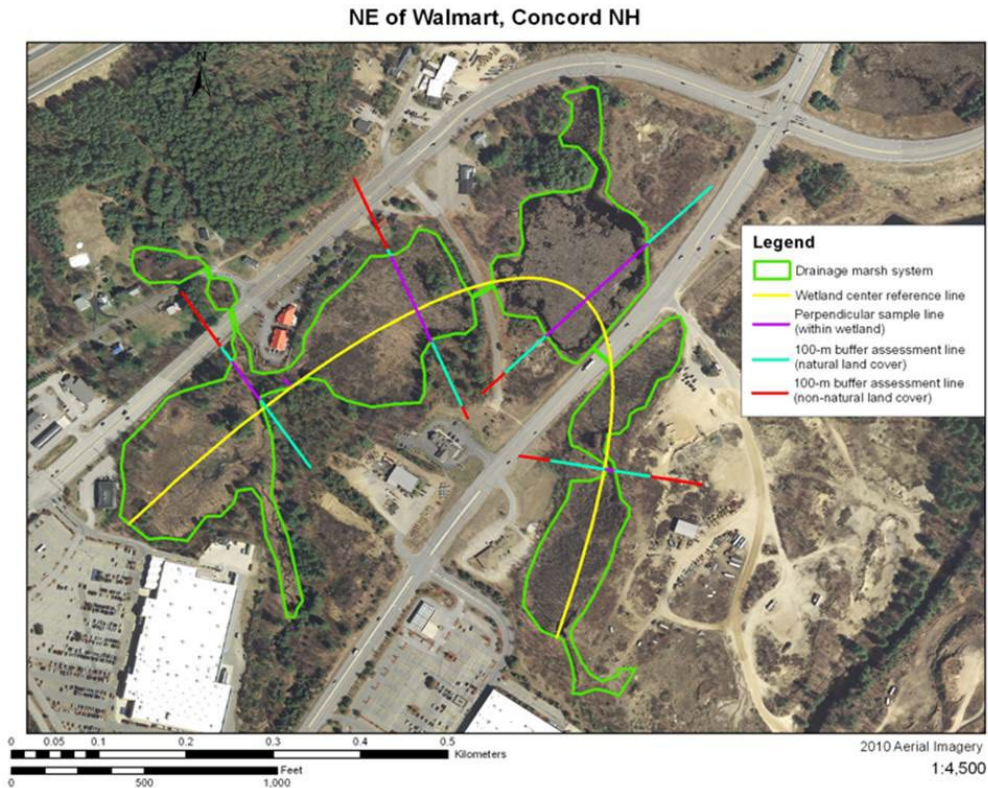 NE of Walmart, Concord NH
N
Legend
Drainage marsh system
Wetland center reference line
Perpendicular sample line
(within wetland)
100-m buffer assessment line
(natural land cover)
100-m buffer assessment line
(non-natural land cover)
0 0.05 0.1 0.2 0.3 0.4 0.5
Kilometers
Feet
0 500 1,000
2010 Aerial Imagery
1:4,500